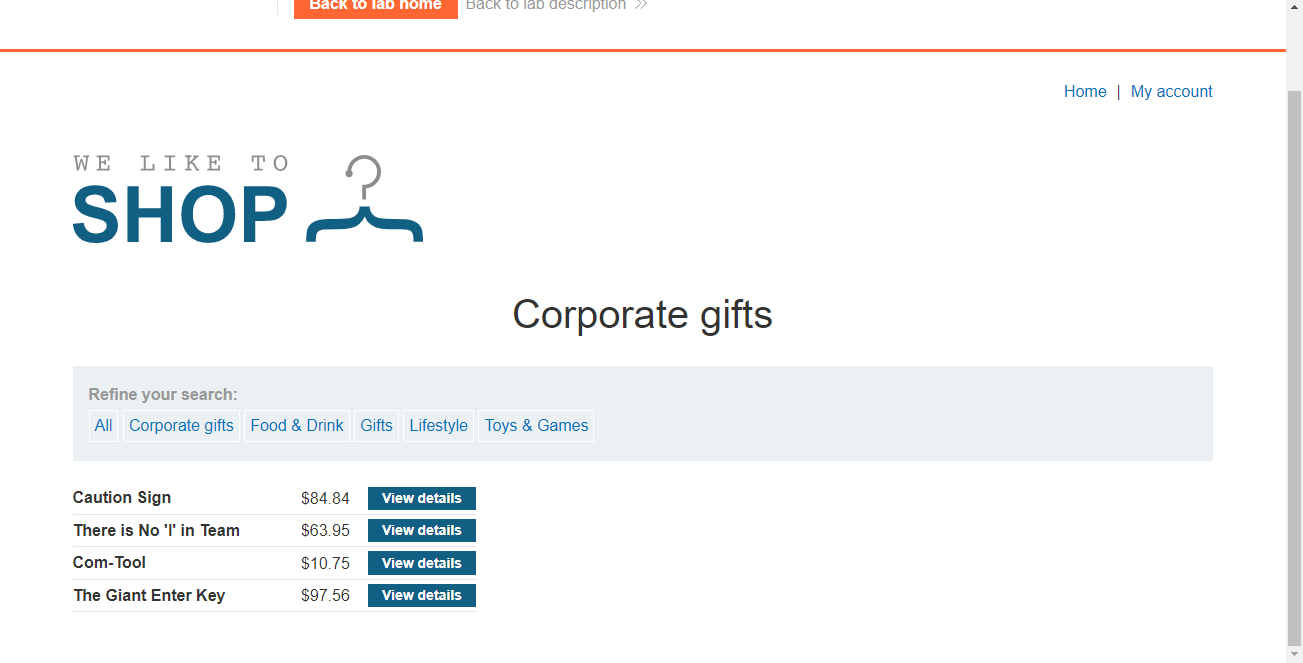 Back to lab home Back to lab description
Home | My account
WE LIKE TO
SHOP
Corporate gifts
Refine your search:
All Corporate gifts Food & Drink Gifts Lifestyle Toys & Games
Caution Sign $84.84 View details
There is No 'I' in Team $63.95 View details
Com-Tool $10.75 View details
The Giant Enter Key $97.56 View details